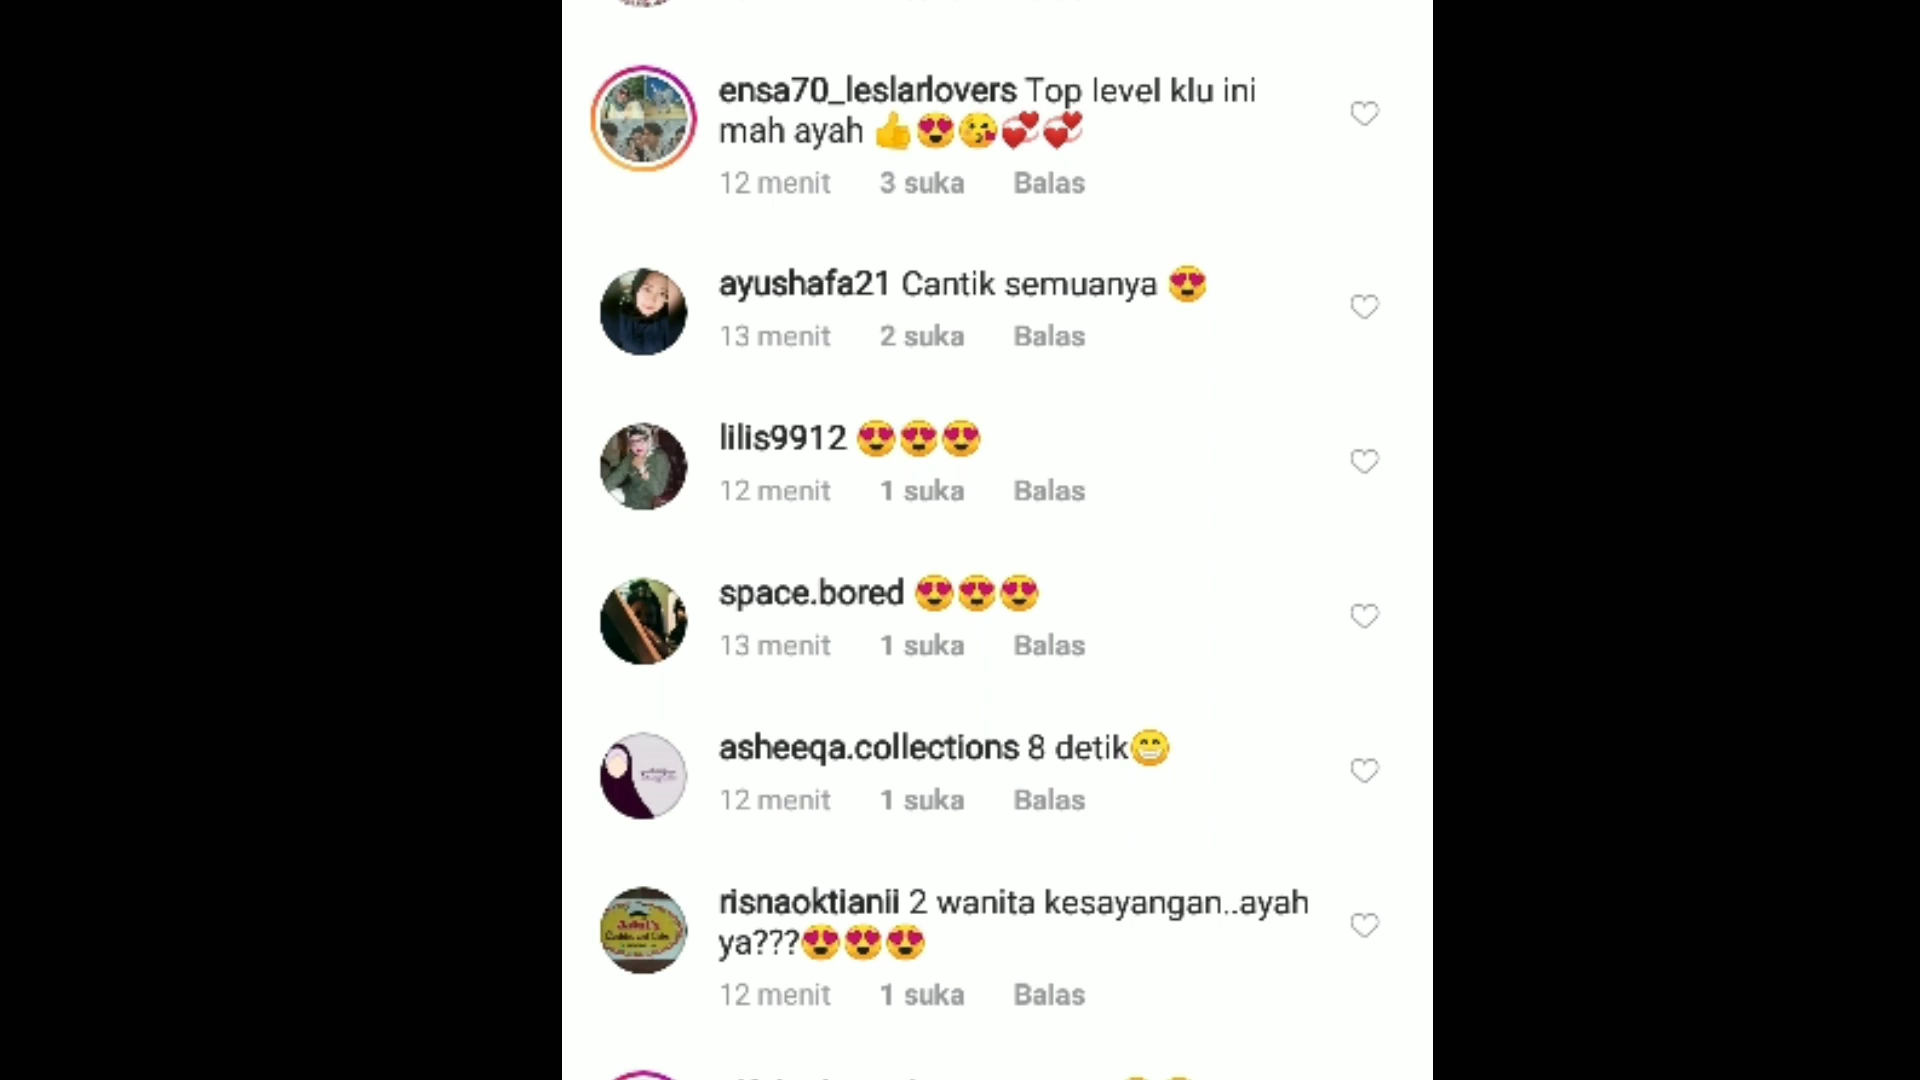 ensa70_leslarlovers Top level klu ini
mah ayah 👍😍😘💞💞
12 menit 3 suka Balas
ayushafa21 Cantik semuanya 😍
13 menit 2 suka Balas
lilis9912 😍😍😍
12 menit 1 suka Balas
space.bored 😍😍😍
13 menit 1 suka Balas
asheeqa.collections 8 detik😁
12 menit 1 suka Balas
risnaoktianii 2 wanita kesayangan..ayah
ya???😍😍😍
12 menit 1 suka Balas